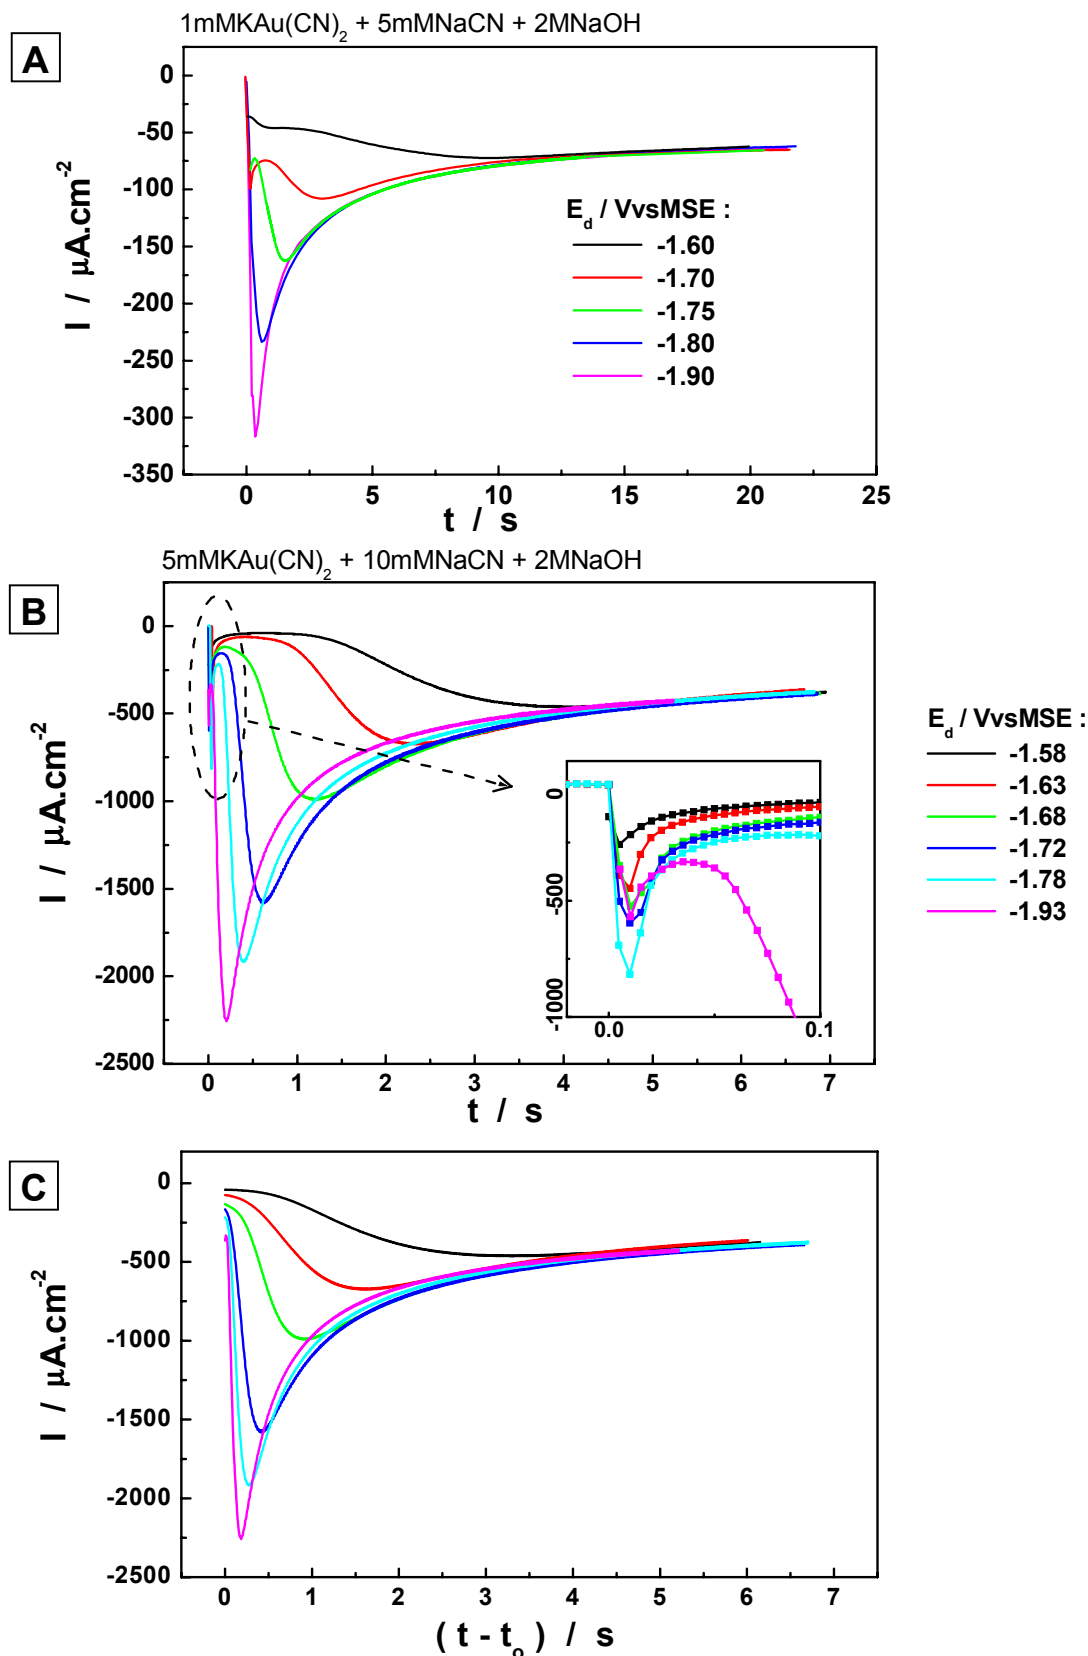 1mMKAu(CN)₂ + 5mMNaCN + 2MNaOH
A
0
-50
-100
-150
-200
-250
-300
-350
I / µA.cm⁻²
E_d / VvsMSE :
-1.60
-1.70
-1.75
-1.80
-1.90
0 5 10 15 20 25
t / s
5mMKAu(CN)₂ + 10mMNaCN + 2MNaOH
B
0
-500
-1000
-1500
-2000
-2500
I / µA.cm⁻²
0
-500
-1000
0.0 0.1
E_d / VvsMSE :
-1.58
-1.63
-1.68
-1.72
-1.78
-1.93
0 1 2 3 4 5 6 7
t / s
C
0
-500
-1000
-1500
-2000
-2500
I / µA.cm⁻²
0 1 2 3 4 5 6 7
( t - t_o ) / s